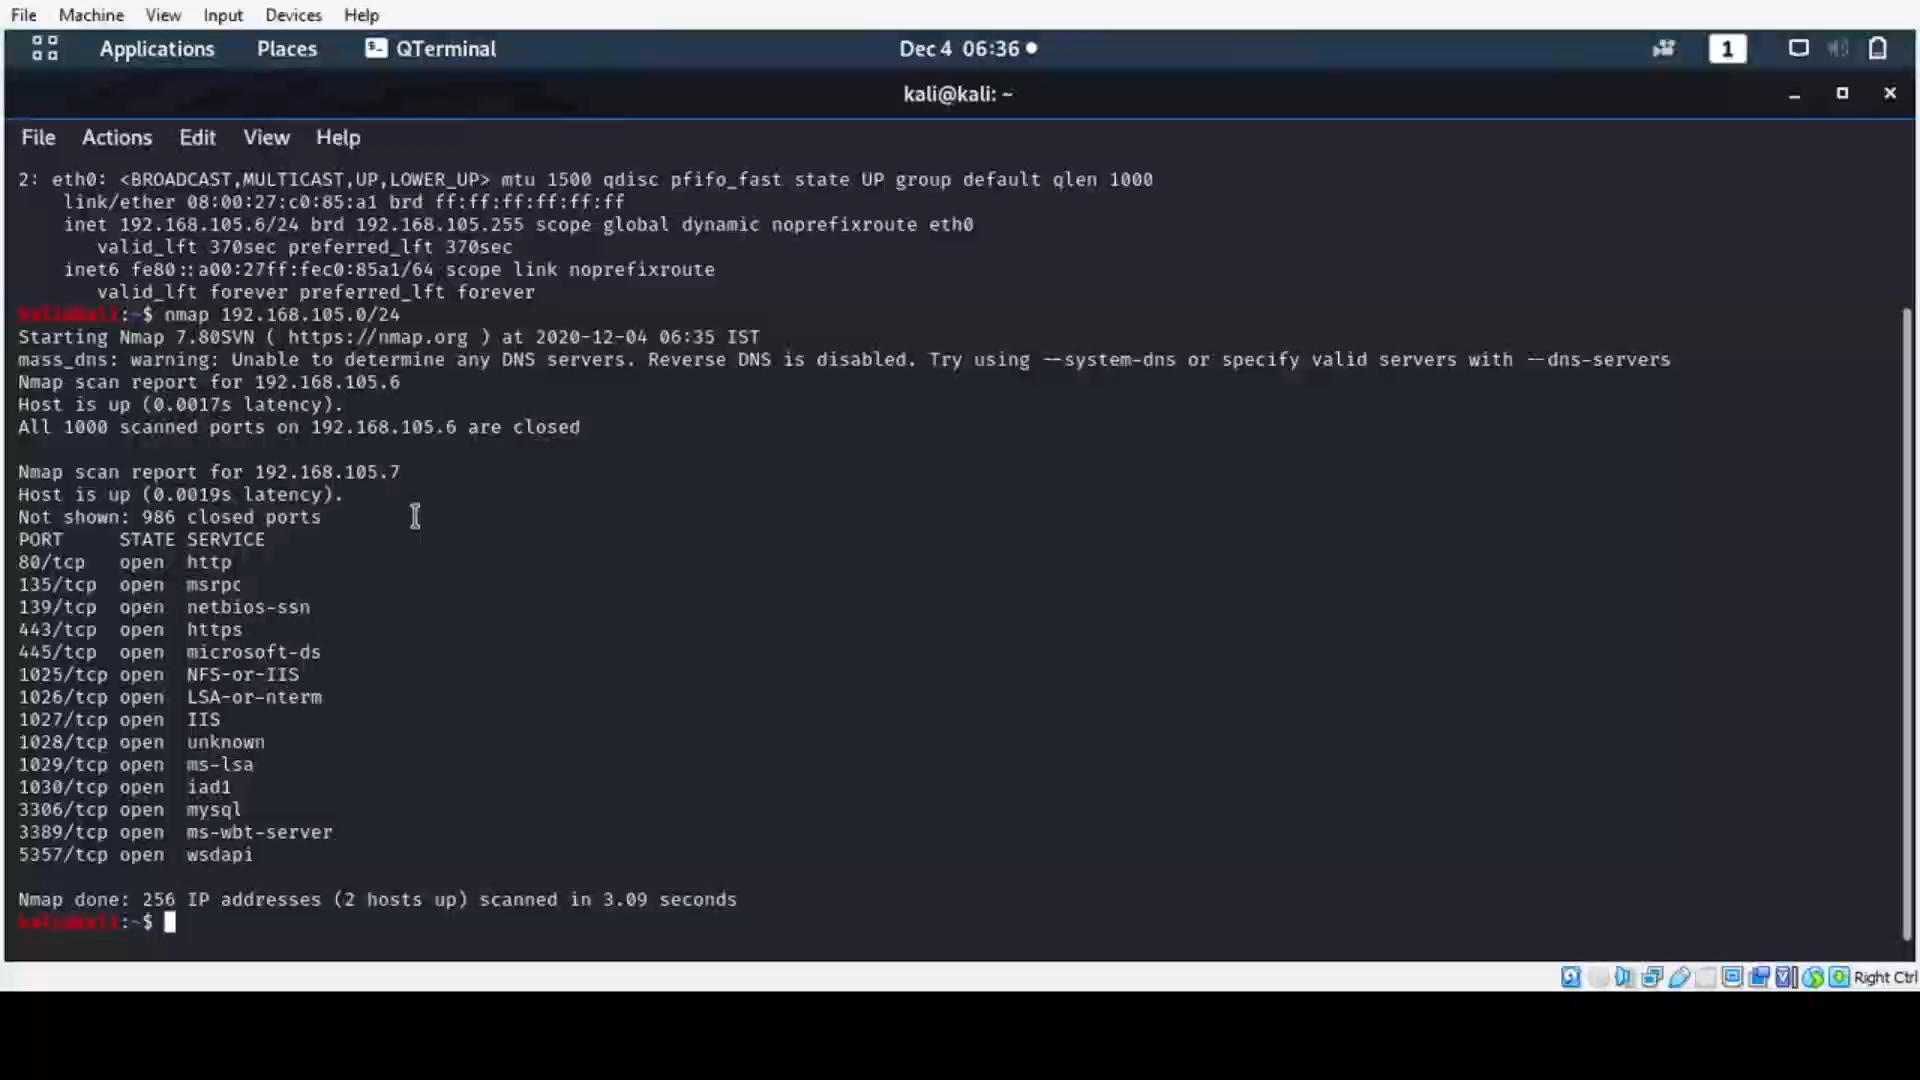 File Machine View Input Devices Help
Applications Places QTerminal Dec 4 06:36 1
kali@kali: ~
File Actions Edit View Help
2: eth0: <BROADCAST,MULTICAST,UP,LOWER_UP> mtu 1500 qdisc pfifo_fast state UP group default qlen 1000
link/ether 08:00:27:c0:85:a1 brd ff:ff:ff:ff:ff:ff
inet 192.168.105.6/24 brd 192.168.105.255 scope global dynamic noprefixroute eth0
valid_lft 370sec preferred_lft 370sec
inet6 fe80::a00:27ff:fec0:85a1/64 scope link noprefixroute
valid_lft forever preferred_lft forever
kali@kali:~$ nmap 192.168.105.0/24
Starting Nmap 7.80SVN ( https://nmap.org ) at 2020-12-04 06:35 IST
mass_dns: warning: Unable to determine any DNS servers. Reverse DNS is disabled. Try using --system-dns or specify valid servers with --dns-servers
Nmap scan report for 192.168.105.6
Host is up (0.0017s latency).
All 1000 scanned ports on 192.168.105.6 are closed
Nmap scan report for 192.168.105.7
Host is up (0.0019s latency).
Not shown: 986 closed ports
PORT STATE SERVICE
80/tcp open http
135/tcp open msrpc
139/tcp open netbios-ssn
443/tcp open https
445/tcp open microsoft-ds
1025/tcp open NFS-or-IIS
1026/tcp open LSA-or-nterm
1027/tcp open IIS
1028/tcp open unknown
1029/tcp open ms-lsa
1030/tcp open iad1
3306/tcp open mysql
3389/tcp open ms-wbt-server
5357/tcp open wsdapi
Nmap done: 256 IP addresses (2 hosts up) scanned in 3.09 seconds
kali@kali:~$
Right Ctrl